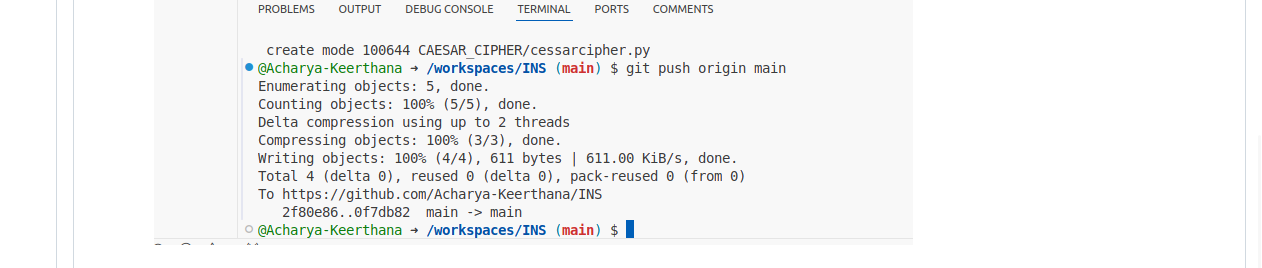 PROBLEMS OUTPUT DEBUG CONSOLE TERMINAL PORTS COMMENTS
create mode 100644 CAESAR_CIPHER/cessarcipher.py
@Acharya-Keerthana ➜ /workspaces/INS (main) $ git push origin main
Enumerating objects: 5, done.
Counting objects: 100% (5/5), done.
Delta compression using up to 2 threads
Compressing objects: 100% (3/3), done.
Writing objects: 100% (4/4), 611 bytes | 611.00 KiB/s, done.
Total 4 (delta 0), reused 0 (delta 0), pack-reused 0 (from 0)
To https://github.com/Acharya-Keerthana/INS
2f80e86..0f7db82  main -> main
@Acharya-Keerthana ➜ /workspaces/INS (main) $